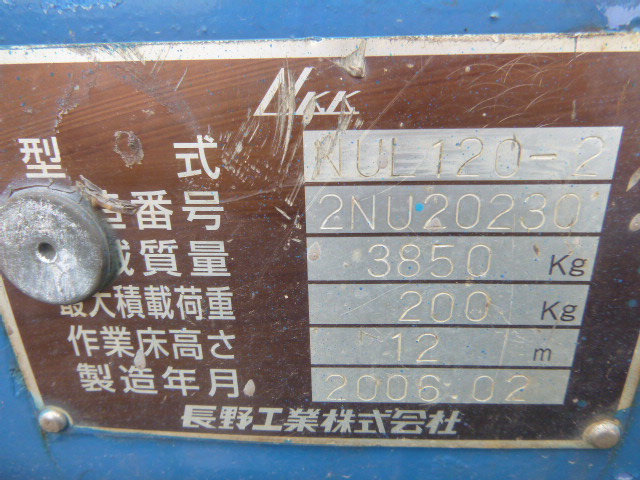 NKK
型式 NUL120-2
造番号 2NU20230
質量 3850 Kg
最大積載荷重 200 Kg
作業床高さ 12 m
製造年月 2006.02
長野工業株式会社